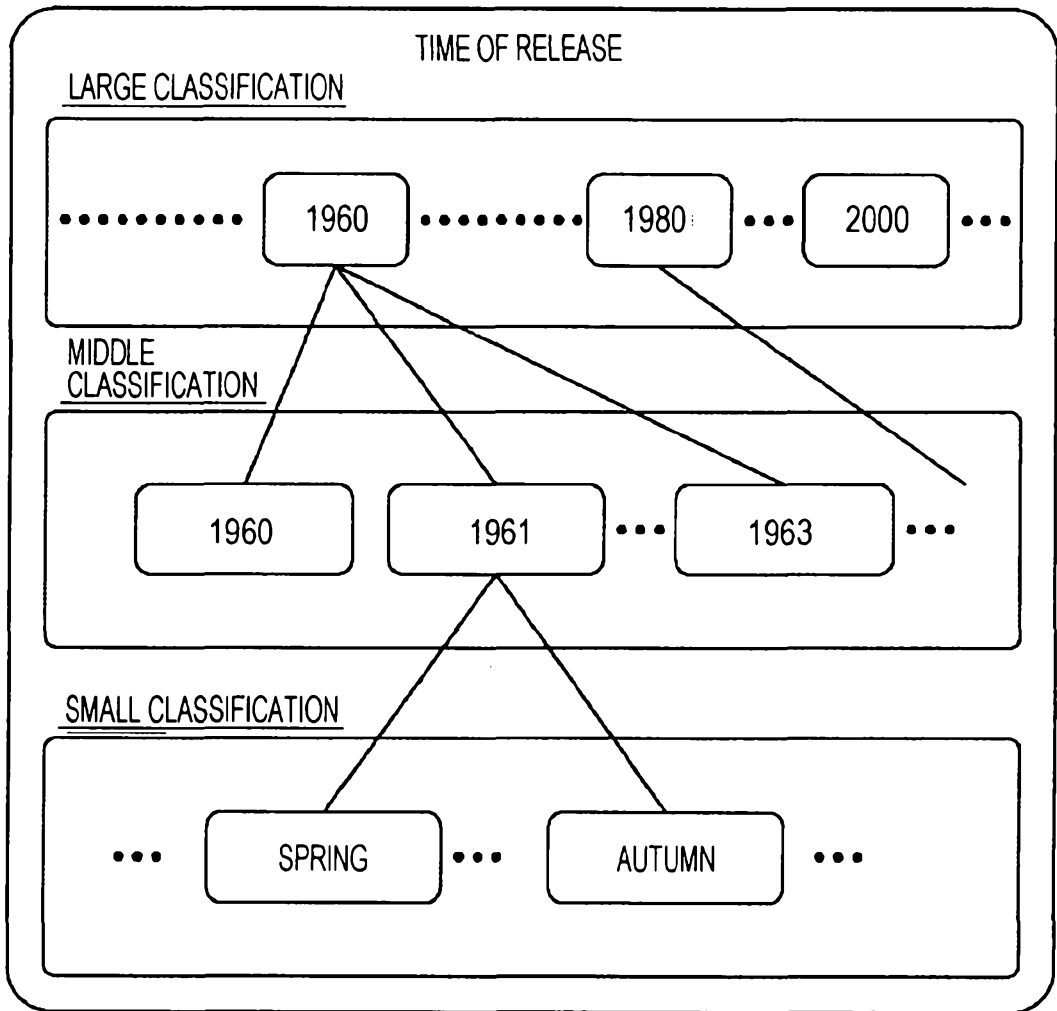 TIME OF RELEASE
LARGE CLASSIFICATION
1960
1980
2000
MIDDLE
CLASSIFICATION
1960
1961
1963
SMALL CLASSIFICATION
SPRING
AUTUMN